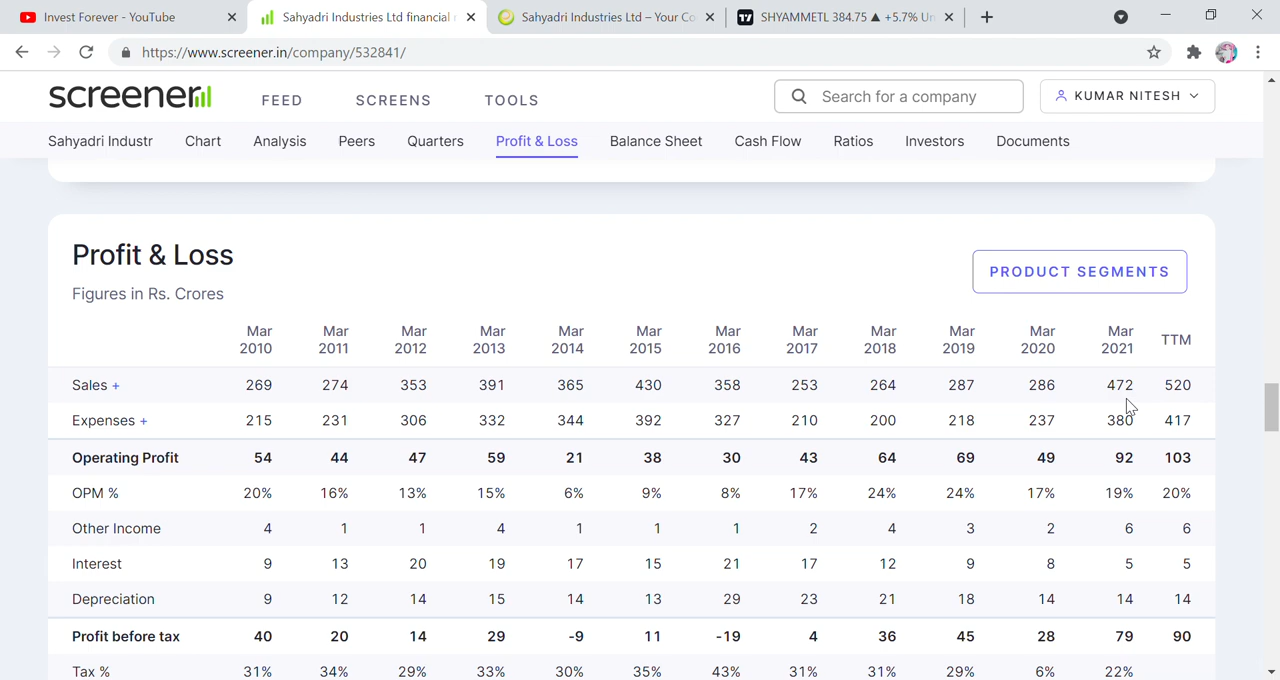 Invest Forever - YouTube
Sahyadri Industries Ltd financial
Sahyadri Industries Ltd – Your Co
SHYAMMETL 384.75 ▲ +5.7% Un
https://www.screener.in/company/532841/
screener
FEED SCREENS TOOLS
Search for a company
KUMAR NITESH
Sahyadri Industr Chart Analysis Peers Quarters Profit & Loss Balance Sheet Cash Flow Ratios Investors Documents
Profit & Loss
PRODUCT SEGMENTS
Figures in Rs. Crores
Mar 2010 Mar 2011 Mar 2012 Mar 2013 Mar 2014 Mar 2015 Mar 2016 Mar 2017 Mar 2018 Mar 2019 Mar 2020 Mar 2021 TTM
Sales + 269 274 353 391 365 430 358 253 264 287 286 472 520
Expenses + 215 231 306 332 344 392 327 210 200 218 237 380 417
Operating Profit 54 44 47 59 21 38 30 43 64 69 49 92 103
OPM % 20% 16% 13% 15% 6% 9% 8% 17% 24% 24% 17% 19% 20%
Other Income 4 1 1 4 1 1 1 2 4 3 2 6 6
Interest 9 13 20 19 17 15 21 17 12 9 8 5 5
Depreciation 9 12 14 15 14 13 29 23 21 18 14 14 14
Profit before tax 40 20 14 29 -9 11 -19 4 36 45 28 79 90
Tax % 31% 34% 29% 33% 30% 35% 43% 31% 31% 29% 6% 22%